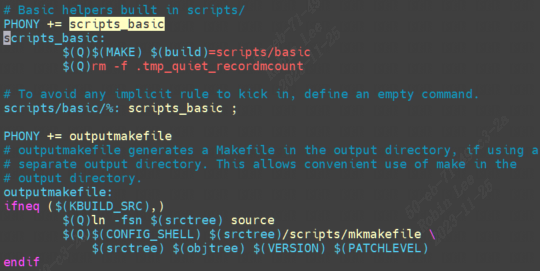 # Basic helpers built in scripts/
PHONY += scripts_basic
scripts_basic:
$(Q)$(MAKE) $(build)=scripts/basic
$(Q)rm -f .tmp_quiet_recordmcount
# To avoid any implicit rule to kick in, define an empty command.
scripts/basic/%: scripts_basic ;
PHONY += outputmakefile
# outputmakefile generates a Makefile in the output directory, if using a
# separate output directory. This allows convenient use of make in the
# output directory.
outputmakefile:
ifneq ($(KBUILD_SRC),)
$(Q)ln -fsn $(srctree) source
$(Q)$(CONFIG_SHELL) $(srctree)/scripts/mkmakefile \
$(srctree) $(objtree) $(VERSION) $(PATCHLEVEL)
endif